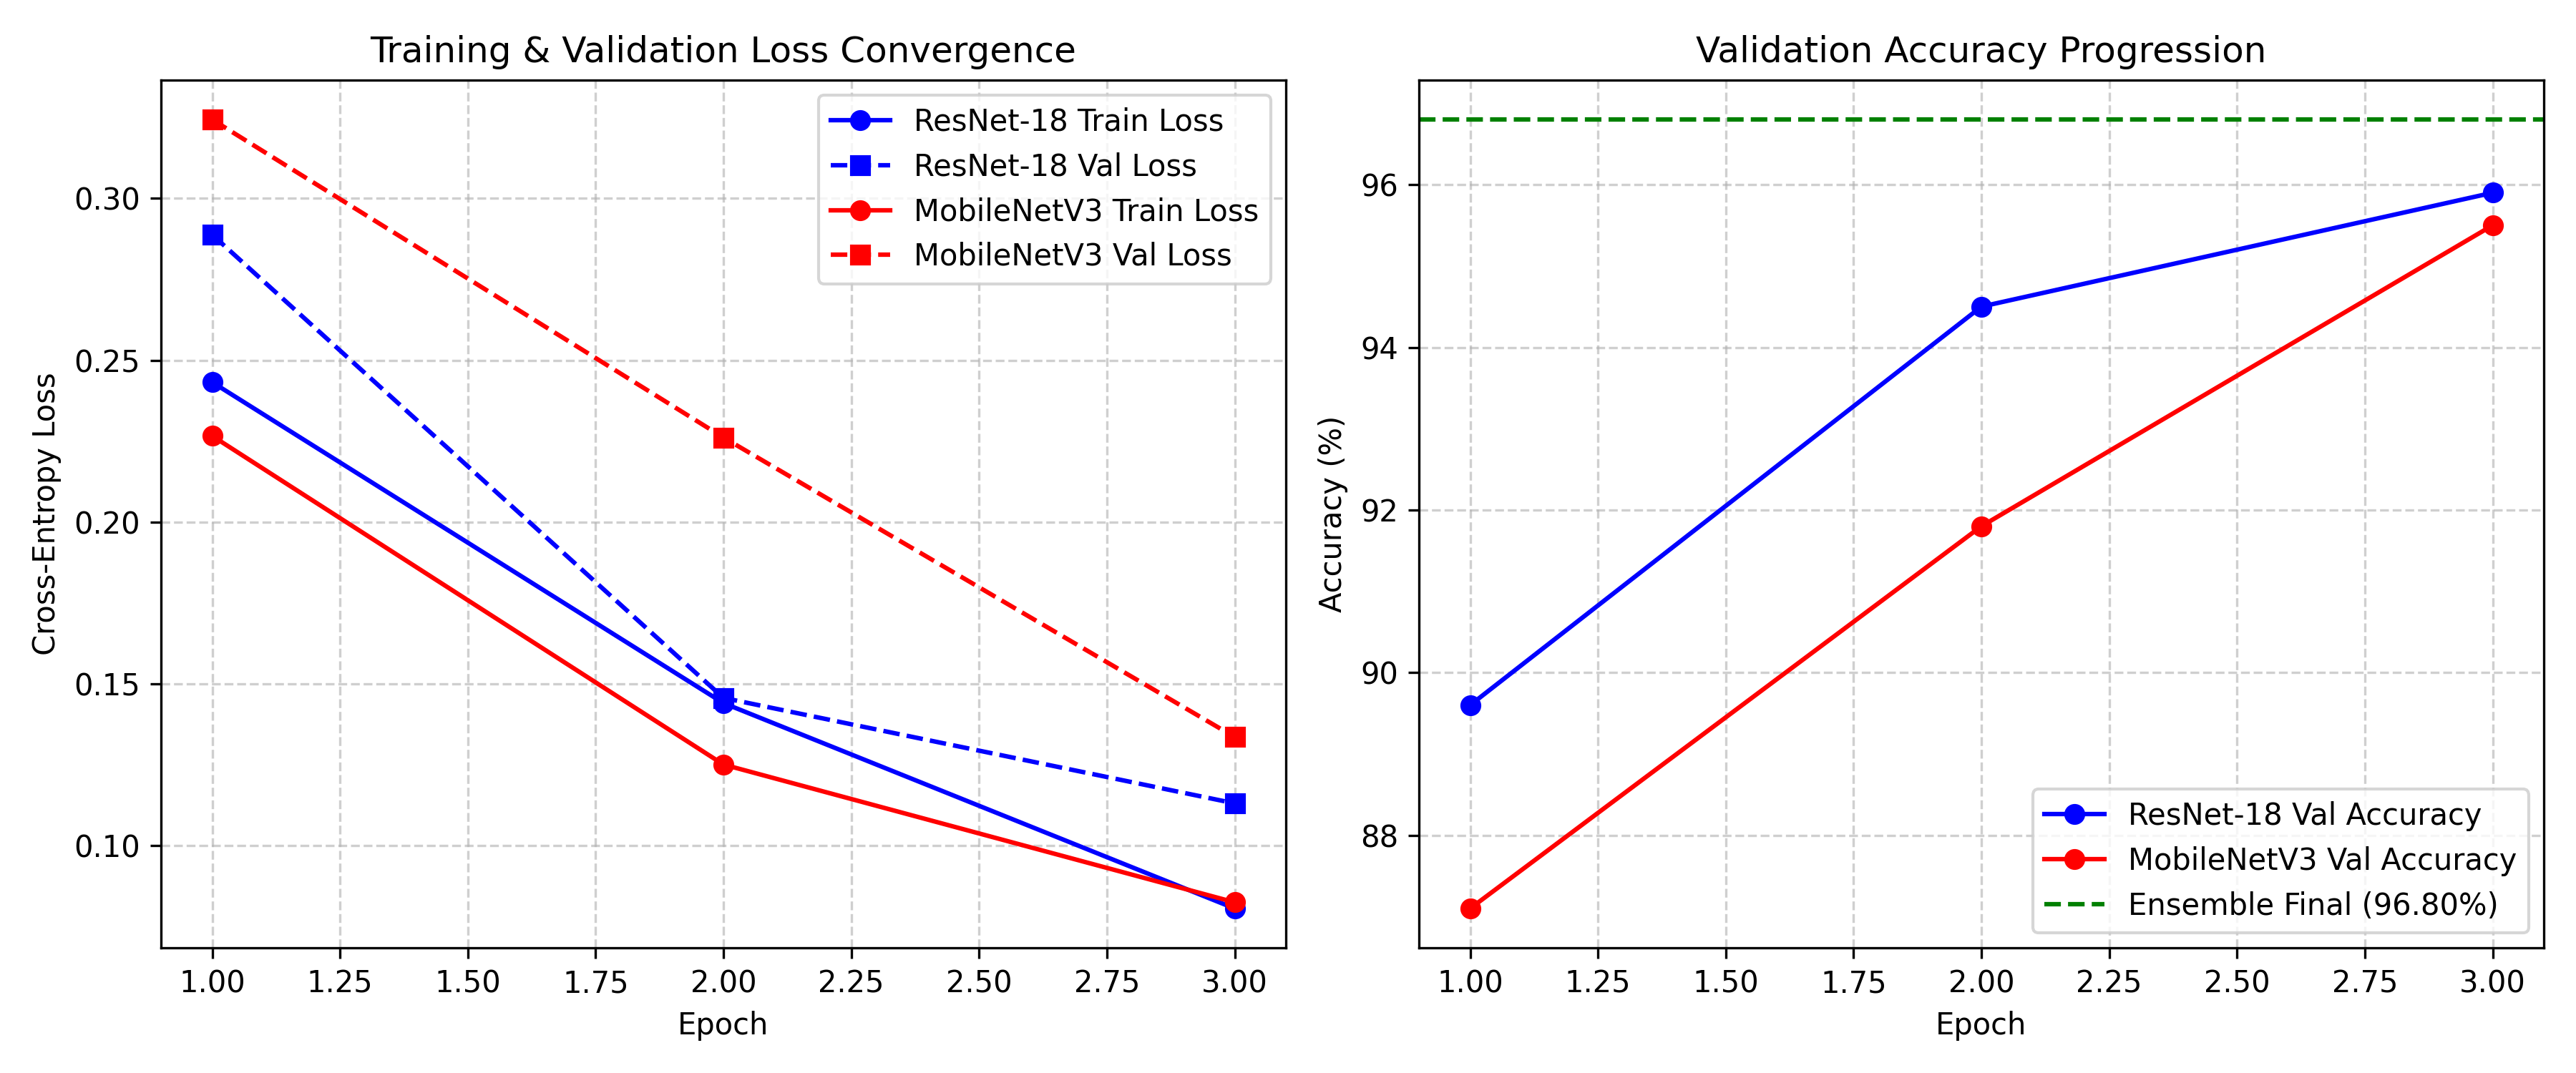 Training & Validation Loss Convergence
ResNet-18 Train Loss
ResNet-18 Val Loss
MobileNetV3 Train Loss
MobileNetV3 Val Loss
Cross-Entropy Loss
0.30
0.25
0.20
0.15
0.10
1.00 1.25 1.50 1.75 2.00 2.25 2.50 2.75 3.00
Epoch
Validation Accuracy Progression
Accuracy (%)
96
94
92
90
88
ResNet-18 Val Accuracy
MobileNetV3 Val Accuracy
Ensemble Final (96.80%)
1.00 1.25 1.50 1.75 2.00 2.25 2.50 2.75 3.00
Epoch